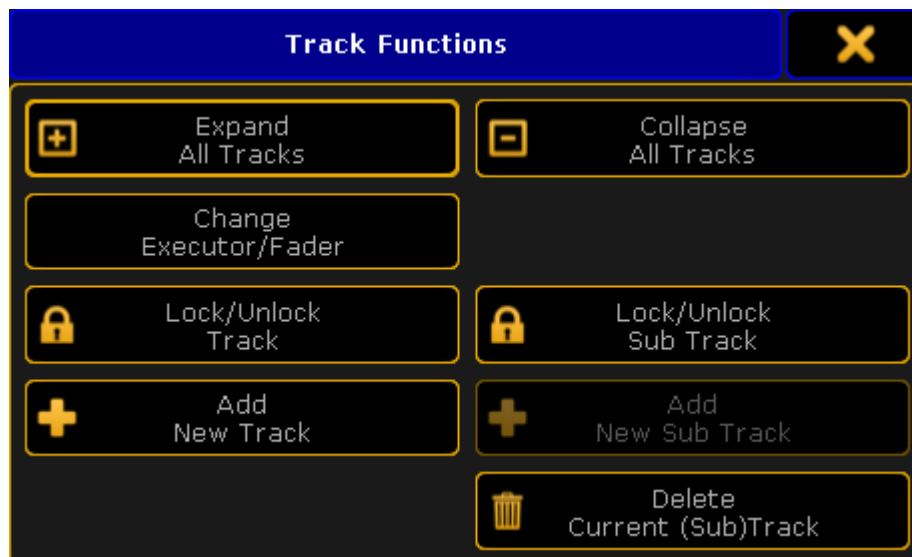 Track Functions
Expand
All Tracks
Collapse
All Tracks
Change
Executor/Fader
Lock/Unlock
Track
Lock/Unlock
Sub Track
Add
New Track
Add
New Sub Track
Delete
Current (Sub)Track